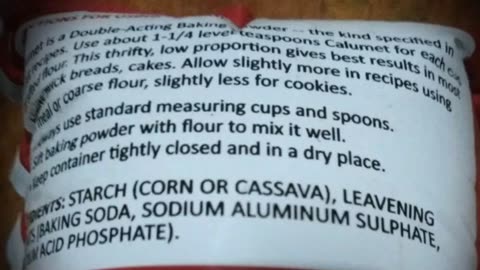 FOR
is a Double-Acting Baking Powder -- the kind specified in
recipes. Use about 1-1/4 level teaspoons Calumet for each cup
flour. This thrifty, low proportion gives best results in most
breads, cakes. Allow slightly more in recipes using
meal or coarse flour, slightly less for cookies.
use standard measuring cups and spoons.
baking powder with flour to mix it well.
keep container tightly closed and in a dry place.
STARCH (CORN OR CASSAVA), LEAVENING
(BAKING SODA, SODIUM ALUMINUM SULPHATE,
ACID PHOSPHATE).